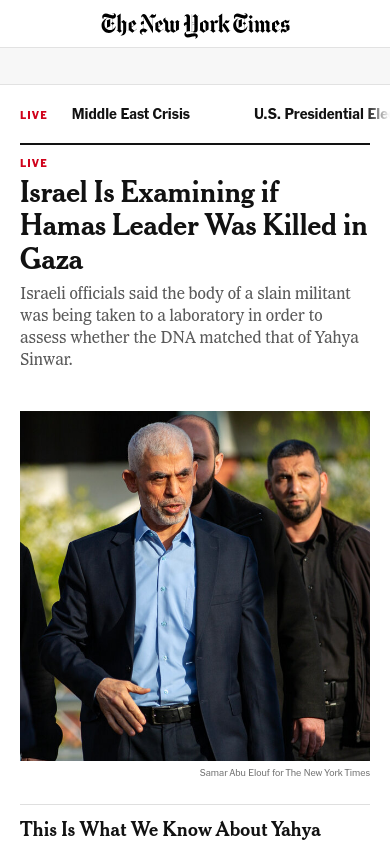 The New York Times
LIVE Middle East Crisis U.S. Presidential Ele
LIVE
Israel Is Examining if
Hamas Leader Was Killed in
Gaza
Israeli officials said the body of a slain militant
was being taken to a laboratory in order to
assess whether the DNA matched that of Yahya
Sinwar.
Samar Abu Elouf for The New York Times
This Is What We Know About Yahya